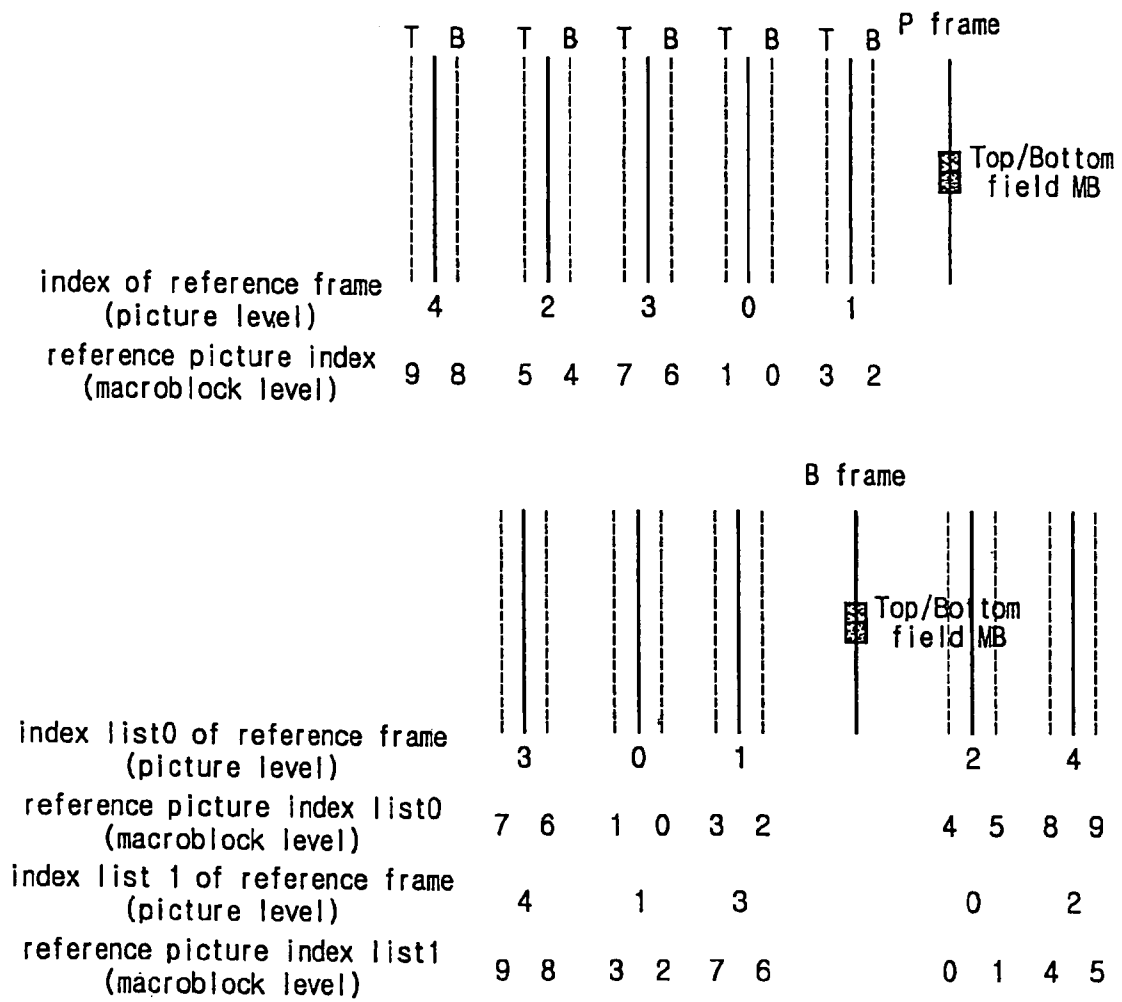 T B T B T B T B T B P frame
Top/Bottom
field MB
index of reference frame
(picture level) 4 2 3 0 1
reference picture index
(macroblock level) 9 8 5 4 7 6 1 0 3 2
B frame
Top/Bottom
field MB
index list0 of reference frame
(picture level) 3 0 1 2 4
reference picture index list0
(macroblock level) 7 6 1 0 3 2 4 5 8 9
index list 1 of reference frame
(picture level) 4 1 3 0 2
reference picture index list1
(macroblock level) 9 8 3 2 7 6 0 1 4 5